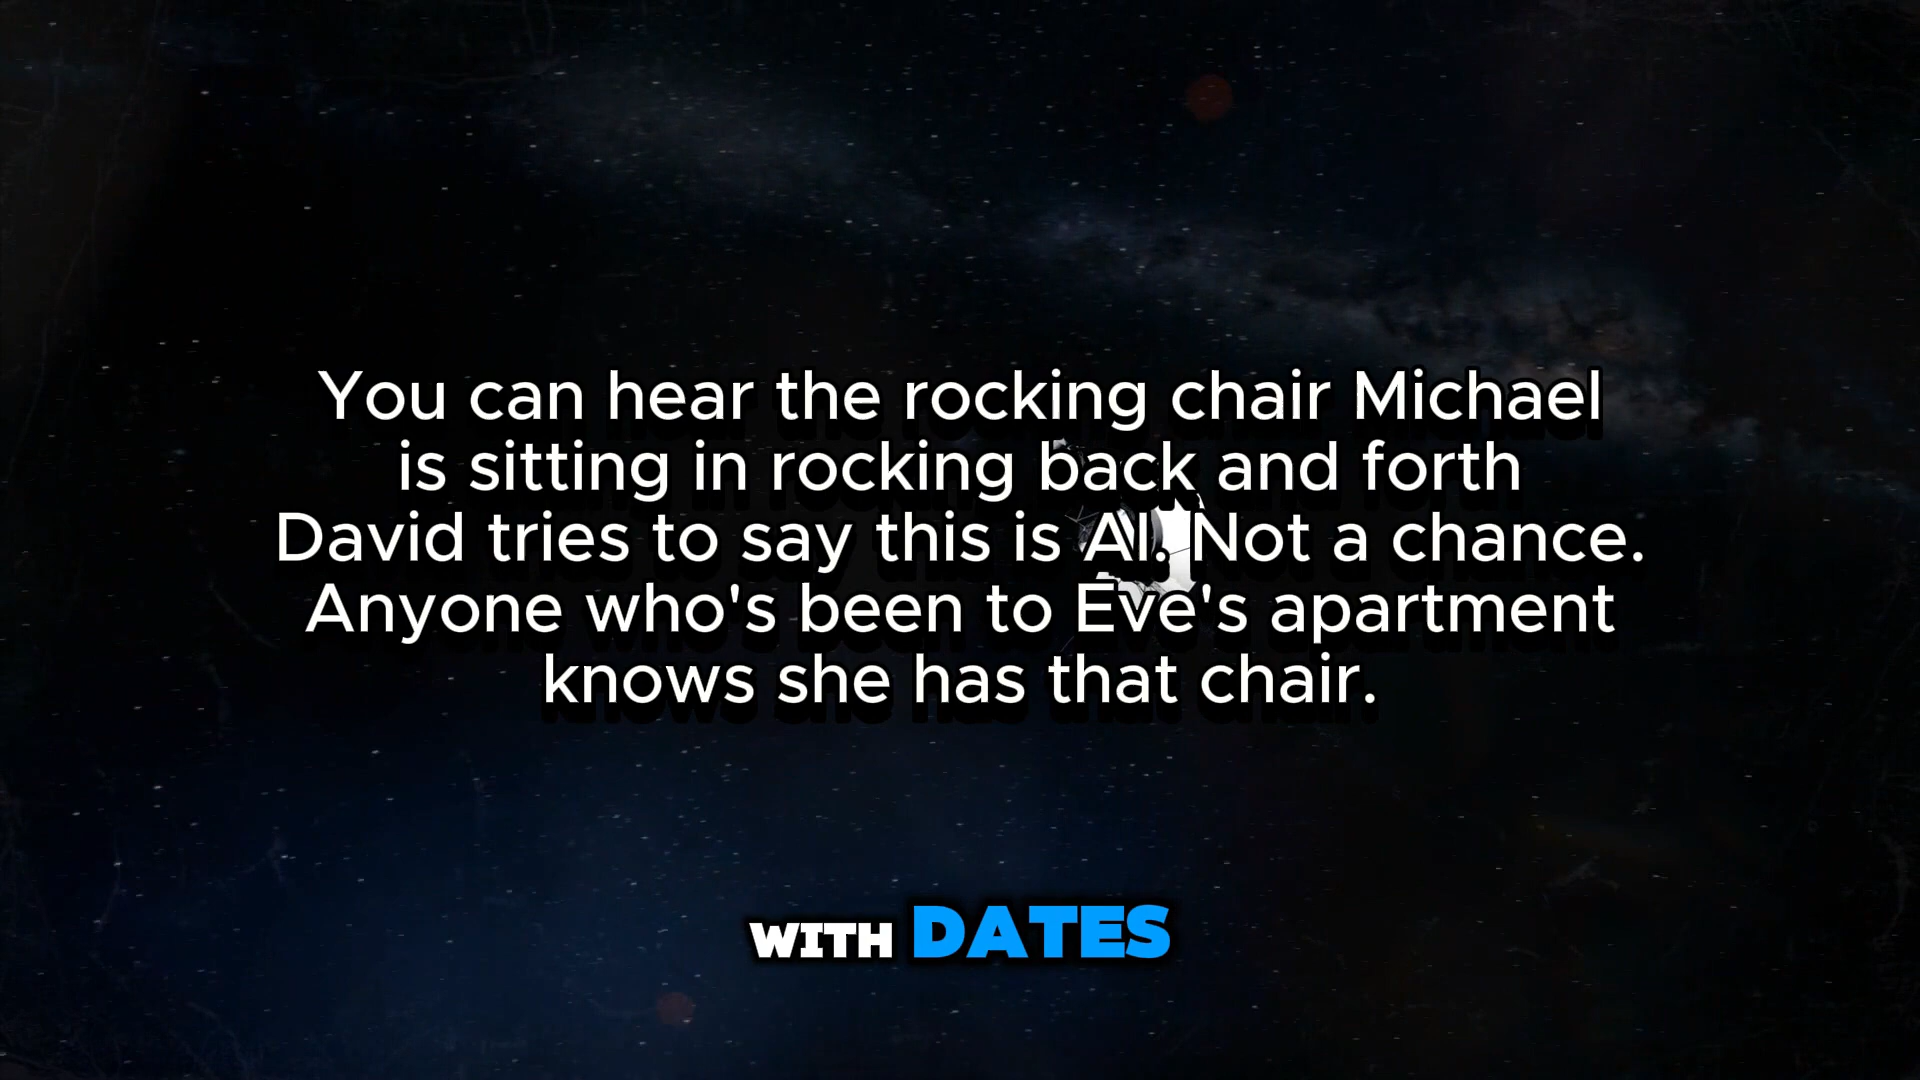 You can hear the rocking chair Michael
is sitting in rocking back and forth
David tries to say this is AI. Not a chance.
Anyone who's been to Eve's apartment
knows she has that chair.
WITH DATES